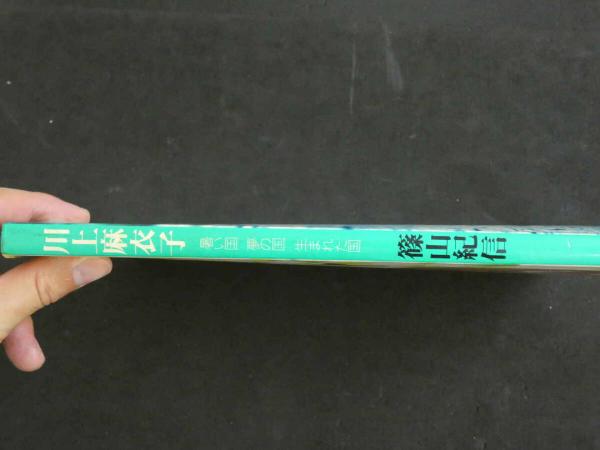 川上麻衣子 暑い国 夢の国 生まれた国 篠山紀信